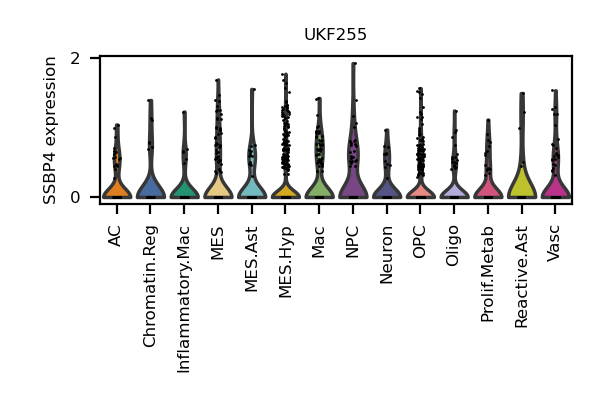 UKF255
SSBP4 expression
2
0
AC
Chromatin.Reg
Inflammatory.Mac
MES
MES.Ast
MES.Hyp
Mac
NPC
Neuron
OPC
Oligo
Prolif.Metab
Reactive.Ast
Vasc